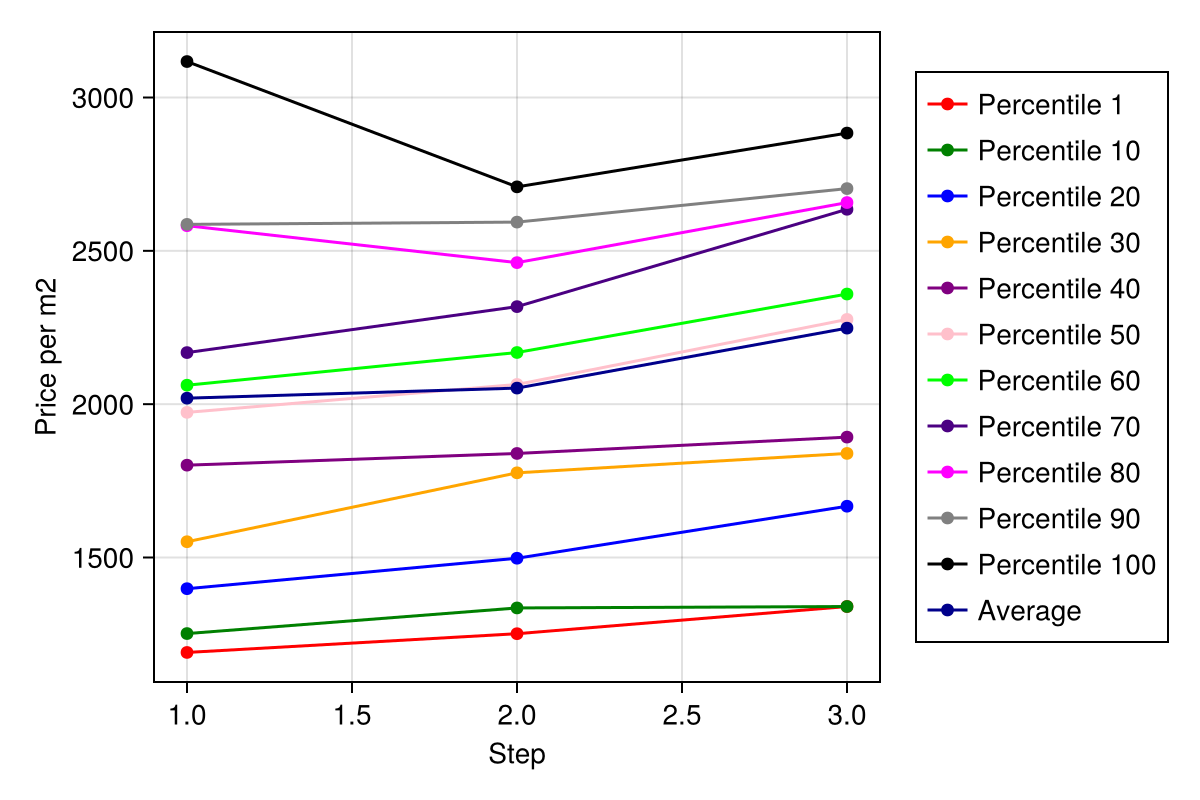 3000
2500
2000
1500
Price per m2
1.0 1.5 2.0 2.5 3.0
Step
Percentile 1
Percentile 10
Percentile 20
Percentile 30
Percentile 40
Percentile 50
Percentile 60
Percentile 70
Percentile 80
Percentile 90
Percentile 100
Average